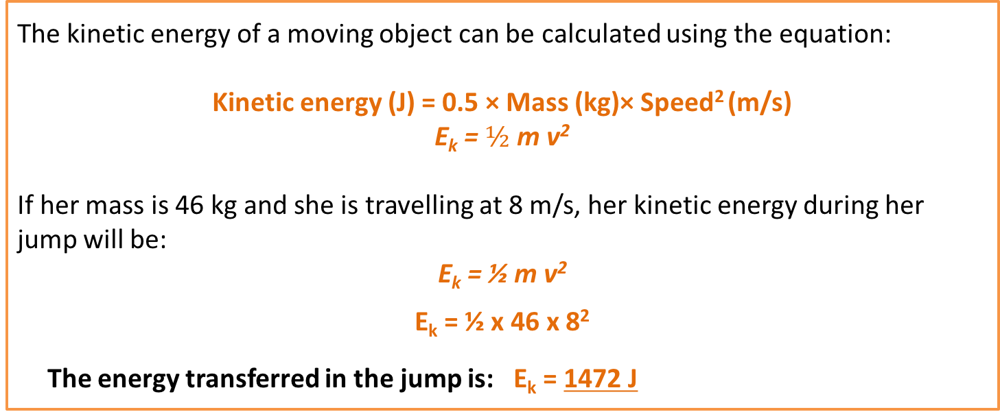 The kinetic energy of a moving object can be calculated using the equation:
Kinetic energy (J) = 0.5 × Mass (kg)× Speed² (m/s)
Eₖ = ½ m v²
If her mass is 46 kg and she is travelling at 8 m/s, her kinetic energy during her
jump will be:
Eₖ = ½ m v²
Eₖ = ½ x 46 x 8²
The energy transferred in the jump is: Eₖ = 1472 J